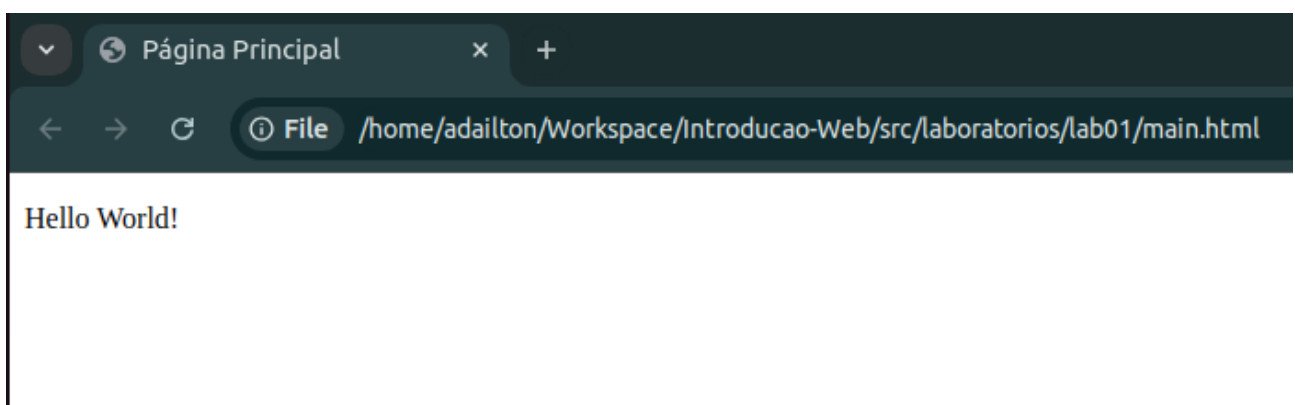 Página Principal
File /home/adailton/Workspace/Introducao-Web/src/laboratorios/lab01/main.html
Hello World!